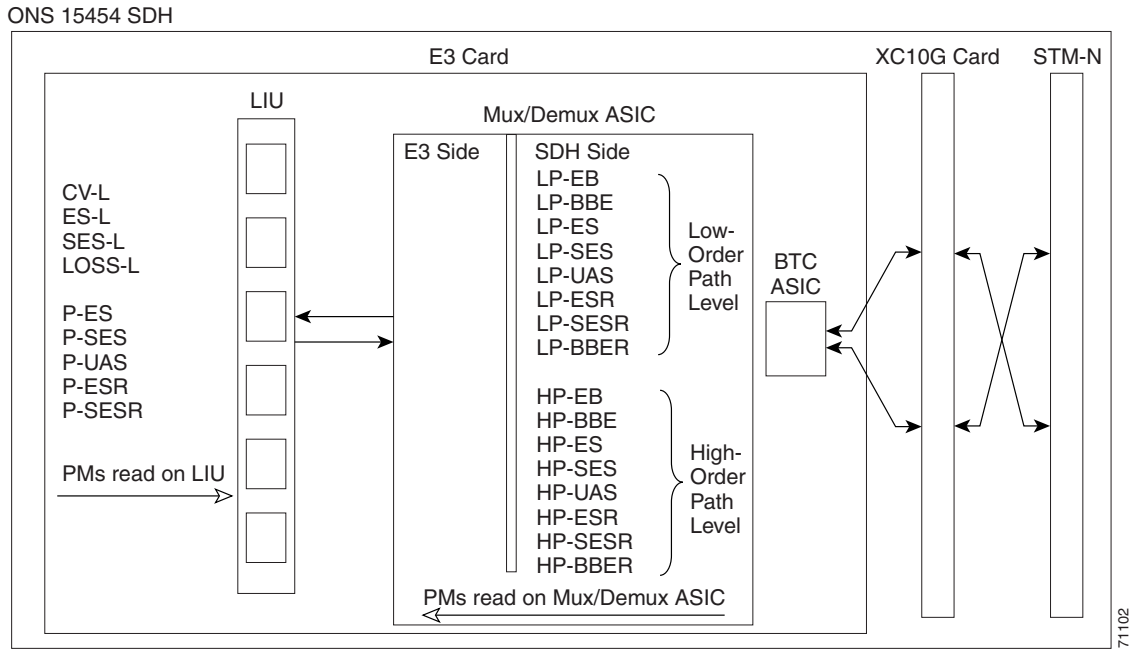 ONS 15454 SDH
E3 Card
XC10G Card
STM-N
LIU
Mux/Demux ASIC
E3 Side
SDH Side
CV-L
ES-L
SES-L
LOSS-L
P-ES
P-SES
P-UAS
P-ESR
P-SESR
PMs read on LIU
LP-EB
LP-BBE
LP-ES
LP-SES
LP-UAS
LP-ESR
LP-SESR
LP-BBER
Low-
Order
Path
Level
HP-EB
HP-BBE
HP-ES
HP-SES
HP-UAS
HP-ESR
HP-SESR
HP-BBER
High-
Order
Path
Level
PMs read on Mux/Demux ASIC
BTC
ASIC
71102